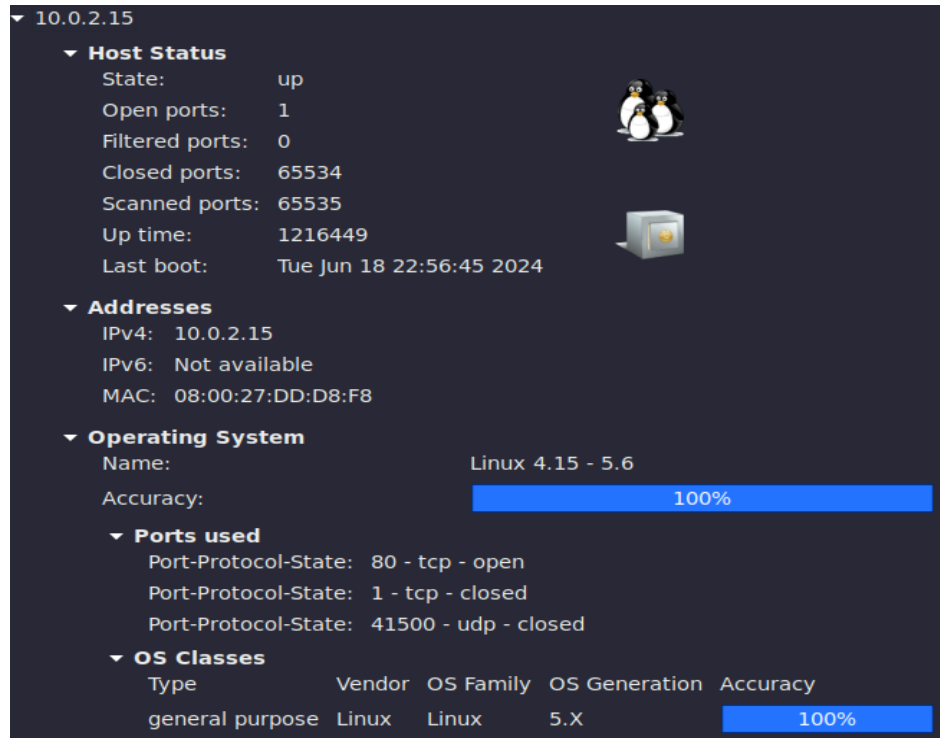 10.0.2.15
Host Status
State: up
Open ports: 1
Filtered ports: 0
Closed ports: 65534
Scanned ports: 65535
Up time: 1216449
Last boot: Tue Jun 18 22:56:45 2024
Addresses
IPv4: 10.0.2.15
IPv6: Not available
MAC: 08:00:27:DD:D8:F8
Operating System
Name: Linux 4.15 - 5.6
Accuracy: 100%
Ports used
Port-Protocol-State: 80 - tcp - open
Port-Protocol-State: 1 - tcp - closed
Port-Protocol-State: 41500 - udp - closed
OS Classes
Type Vendor OS Family OS Generation Accuracy
general purpose Linux Linux 5.X 100%